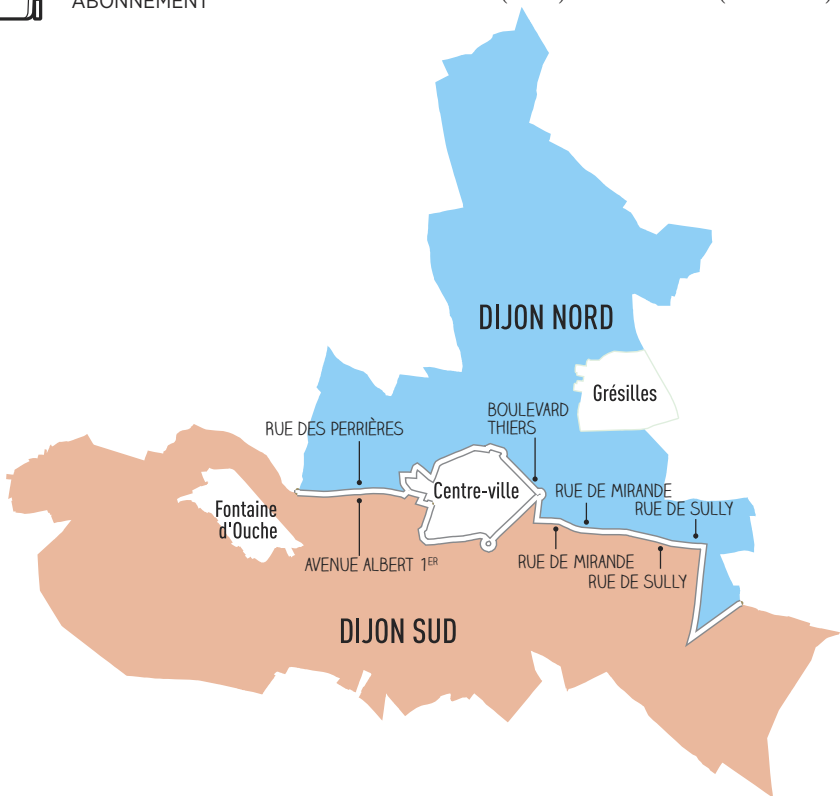 ABONNEMENT
DIJON NORD
Grésilles
BOULEVARD
THIERS
RUE DES PERRIÈRES
Centre-ville
RUE DE MIRANDE
RUE DE SULLY
Fontaine
d'Ouche
AVENUE ALBERT 1ER
RUE DE MIRANDE
RUE DE SULLY
DIJON SUD